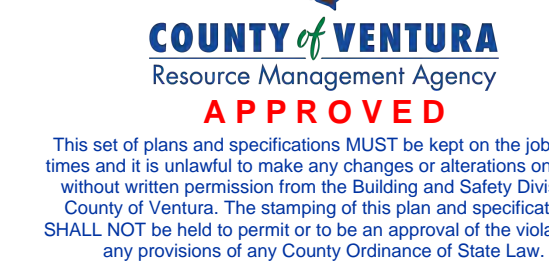 COUNTY of VENTURA
Resource Management Agency
APPROVED
This set of plans and specifications MUST be kept on the job
times and it is unlawful to make any changes or alterations on
without written permission from the Building and Safety Divi
County of Ventura. The stamping of this plan and specificat
SHALL NOT be held to permit or to be an approval of the viola
any provisions of any County Ordinance of State Law.